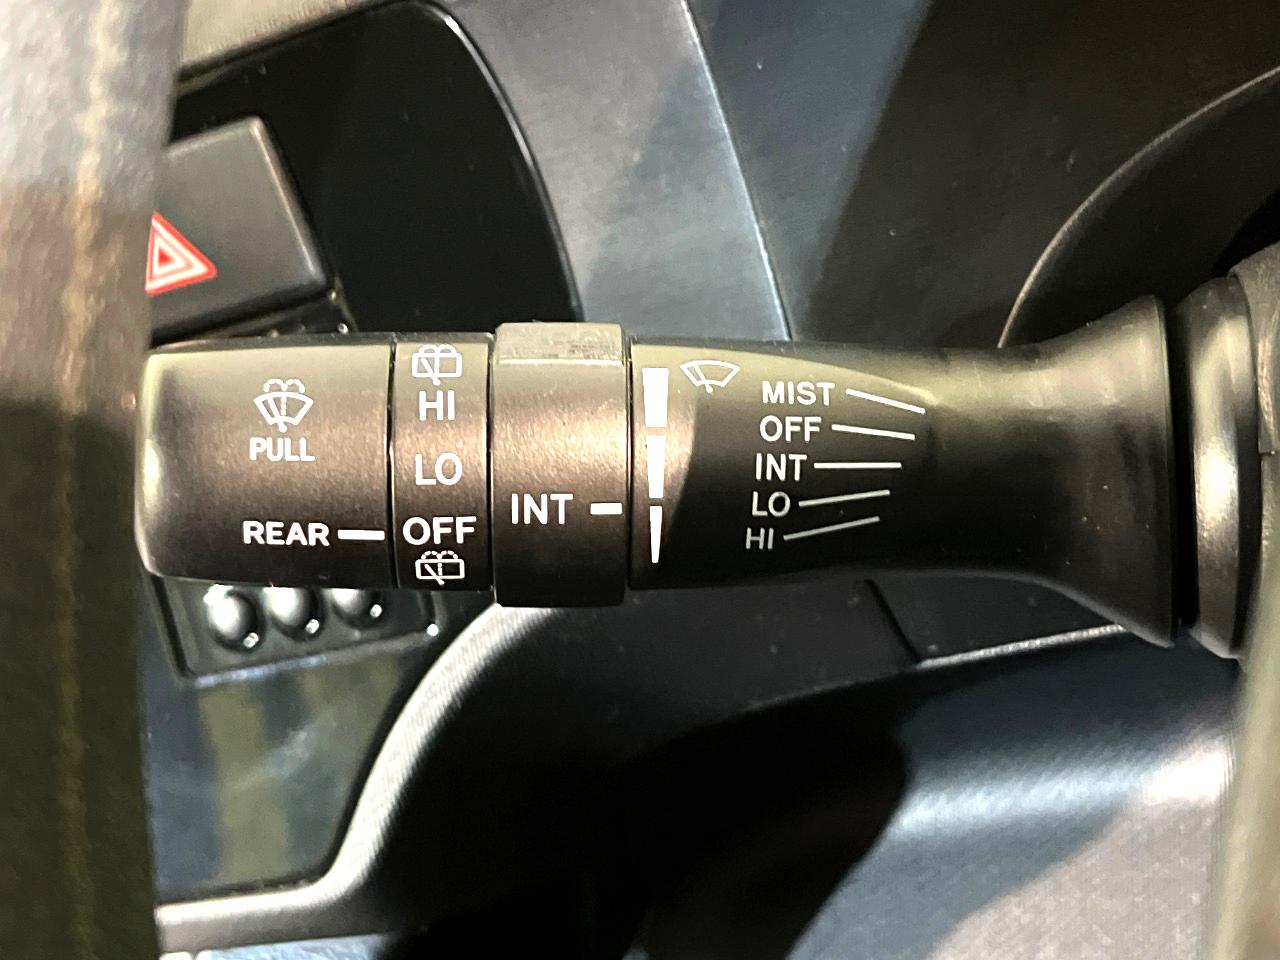 PULL
REAR
HI
LO
OFF
INT
MIST
OFF
INT
LO
HI